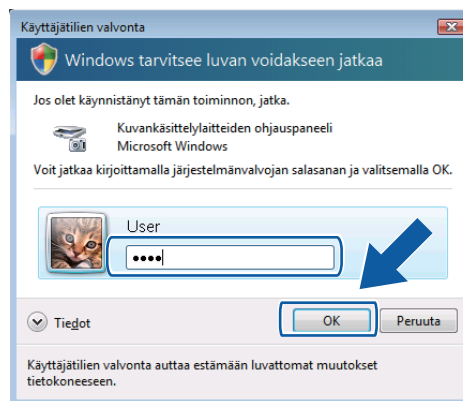 Käyttäjätilien valvonta
Windows tarvitsee luvan voidakseen jatkaa
Jos olet käynnistänyt tämän toiminnon, jatka.
Kuvankäsittelylaitteiden ohjauspaneeli
Microsoft Windows
Voit jatkaa kirjoittamalla järjestelmänvalvojan salasanan ja valitsemalla OK.
User
••••
Tiedot
OK
Peruuta
Käyttäjätilien valvonta auttaa estämään luvattomat muutokset
tietokoneeseen.